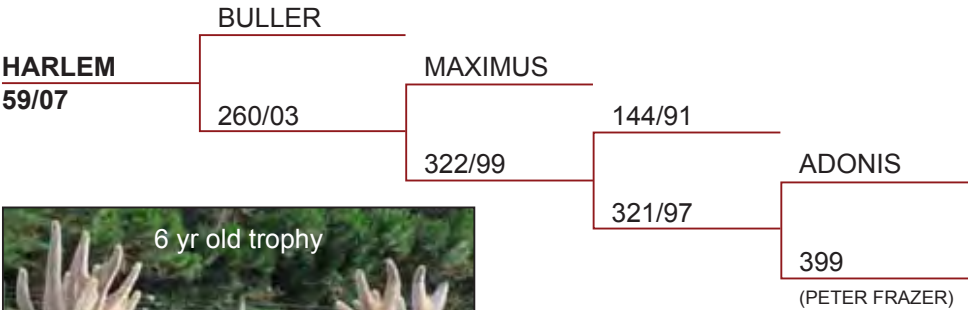 BULLER
HARLEM
59/07
MAXIMUS
260/03
144/91
322/99
ADONIS
321/97
399
(PETER FRAZER)
6 yr old trophy